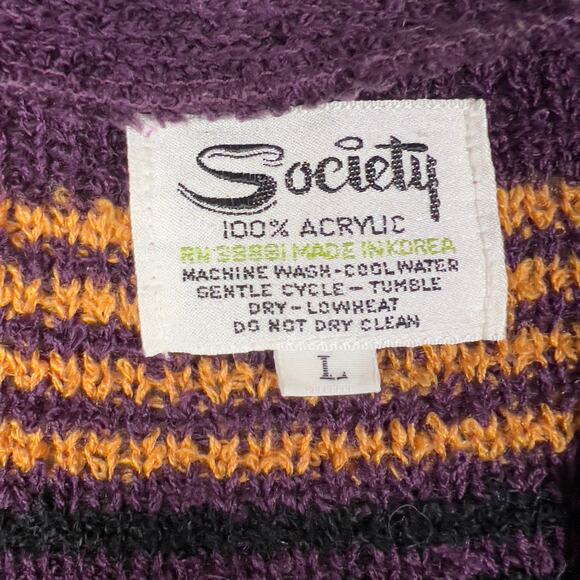 Society
100% ACRYLIC
RN 38881 MADE IN KOREA
MACHINE WASH-COOL WATER
GENTLE CYCLE - TUMBLE
DRY - LOW HEAT
DO NOT DRY CLEAN
L